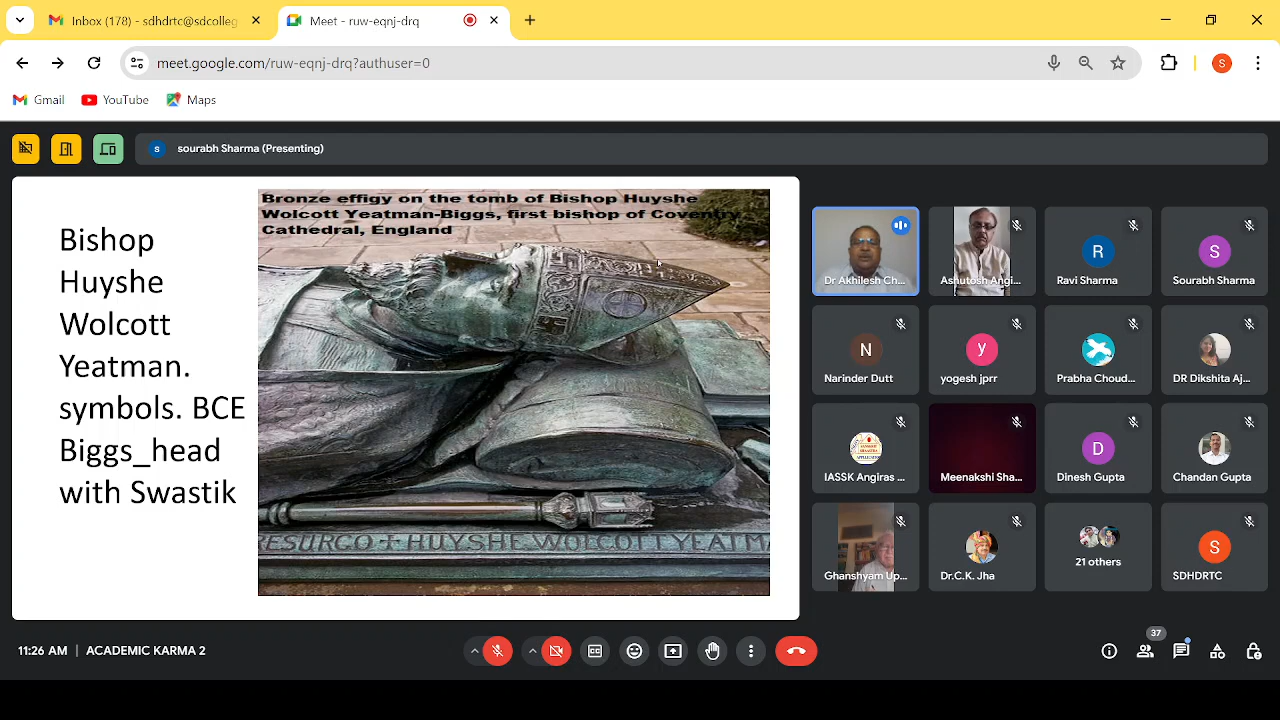 Inbox (178) - sdhdrtc@sdcolleg
Meet - ruw-eqnj-drq
meet.google.com/ruw-eqnj-drq?authuser=0
S
Gmail
YouTube
Maps
s
sourabh Sharma (Presenting)
Bishop
Huyshe
Wolcott
Yeatman.
symbols. BCE
Biggs_head
with Swastik
Bronze effigy on the tomb of Bishop Huyshe
Wolcott Yeatman-Biggs, first bishop of Coventry
Cathedral, England
RESURGO + HUYSHE WOLCOTT YEATMA
Dr Akhilesh Ch...
Ashutosh Angi...
R
Ravi Sharma
S
Sourabh Sharma
N
Narinder Dutt
y
yogesh jprr
Prabha Choud...
DR Dikshita Aj...
IASSK Angiras ...
Meenakshi Sha...
D
Dinesh Gupta
Chandan Gupta
Ghanshyam Up...
Dr.C.K. Jha
21 others
S
SDHDRTC
11:26 AM | ACADEMIC KARMA 2
37